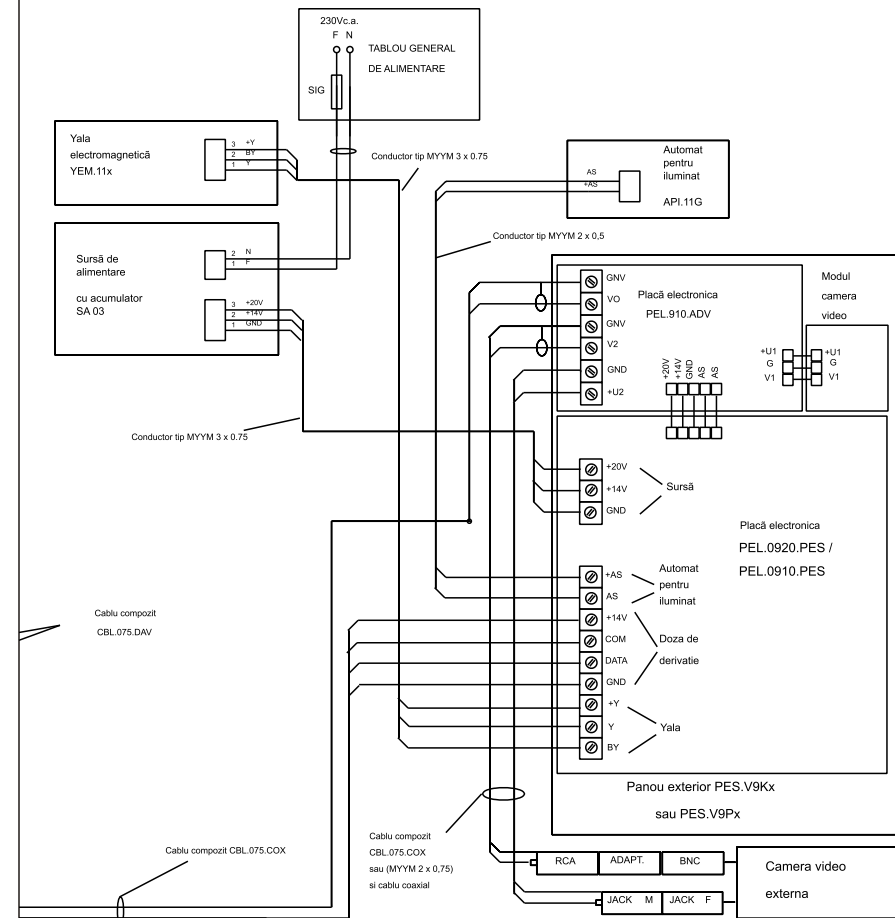 230Vc.a.
F N
TABLOU GENERAL
DE ALIMENTARE
SIG
Yala
electromagnetică
YEM.11x
3 +Y
2 BY
1 Y
Conductor tip MYYM 3 x 0.75
Automat
pentru
iluminat
API.11G
AS
+AS
Sursă de
alimentare
cu acumulator
SA 03
2 N
1 F
3 +20V
2 +14V
1 GND
Conductor tip MYYM 2 x 0,5
GNV
VO
GNV
V2
GND
+U2
Placă electronica
PEL.910.ADV
+20V
+14V
GND
AS
AS
Modul
camera
video
+U1
G
V1
+U1
G
V1
Conductor tip MYYM 3 x 0.75
+20V
+14V
GND
Sursă
Placă electronica
PEL.0920.PES /
PEL.0910.PES
+AS
AS
Automat
pentru
iluminat
+14V
COM
DATA
GND
Doza de
derivatie
+Y
Y
BY
Yala
Cablu compozit
CBL.075.DAV
Panou exterior PES.V9Kx
sau PES.V9Px
Cablu compozit CBL.075.COX
Cablu compozit
CBL.075.COX
sau (MYYM 2 x 0,75)
si cablu coaxial
RCA ADAPT. BNC
JACK M JACK F
Camera video
externa